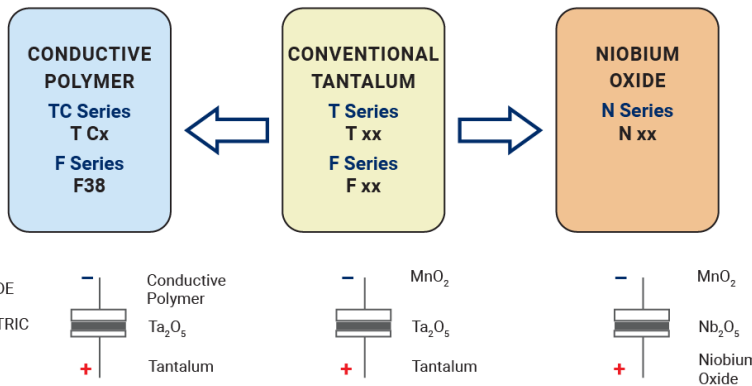 CONDUCTIVE
POLYMER
TC Series
T Cx
F Series
F38
CONVENTIONAL
TANTALUM
T Series
T xx
F Series
F xx
NIOBIUM
OXIDE
N Series
N xx
DE
TRIC
−
Conductive
Polymer
Ta₂O₅
+
Tantalum
−
MnO₂
Ta₂O₅
+
Tantalum
−
MnO₂
Nb₂O₅
+
Niobium
Oxide